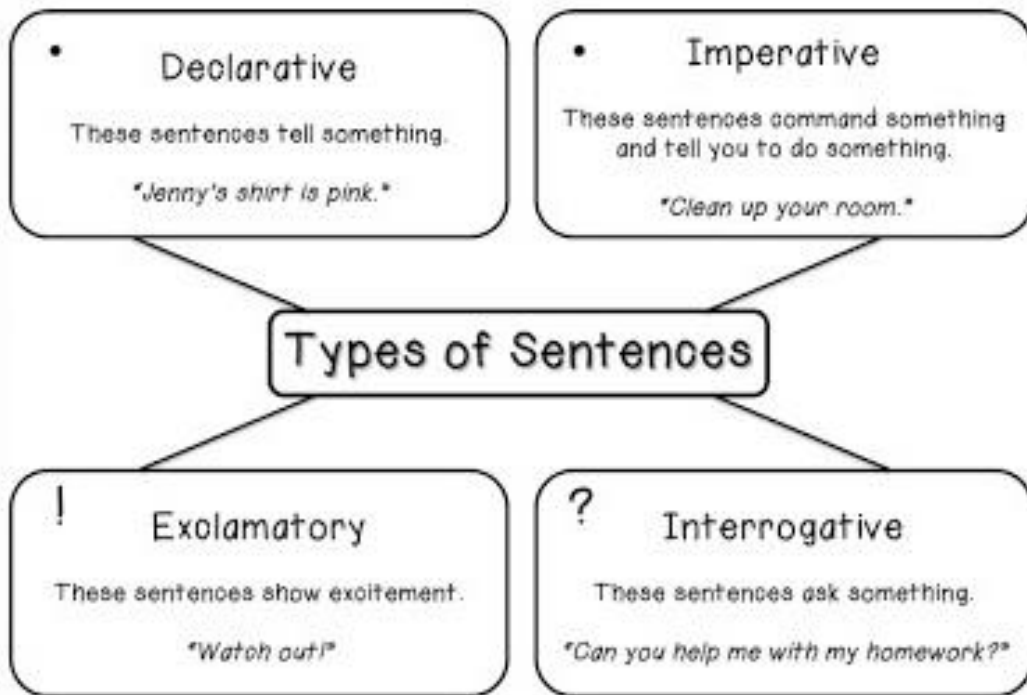 •
Declarative
These sentences tell something.
"Jenny's shirt is pink."
•
Imperative
These sentences command something
and tell you to do something.
"Clean up your room."
Types of Sentences
!
Exclamatory
These sentences show excitement.
"Watch out!"
?
Interrogative
These sentences ask something.
"Can you help me with my homework?"